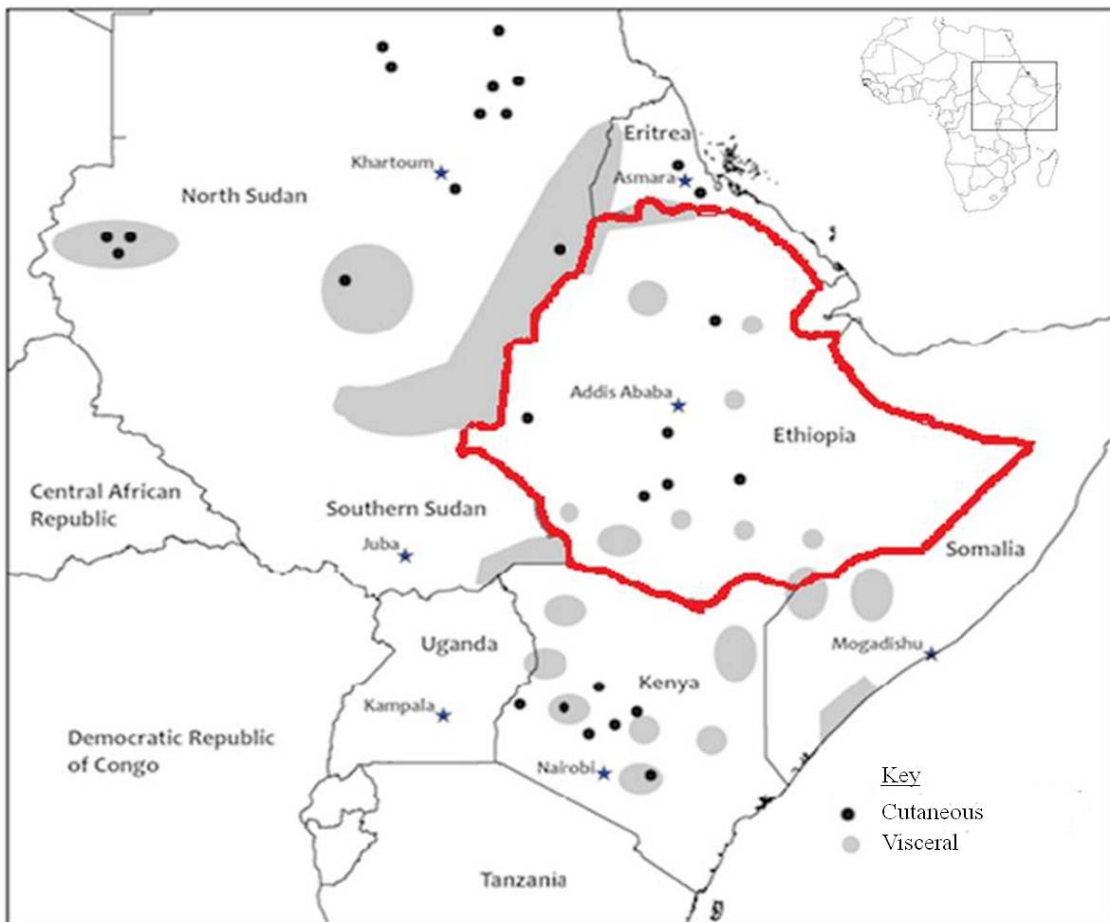 Eritrea
Khartoum
Asmara
North Sudan
Addis Ababa
Ethiopia
Central African
Republic
Southern Sudan
Juba
Somalia
Uganda
Mogadishu
Kenya
Kampala
Democratic Republic
of Congo
Nairobi
Key
Cutaneous
Visceral
Tanzania